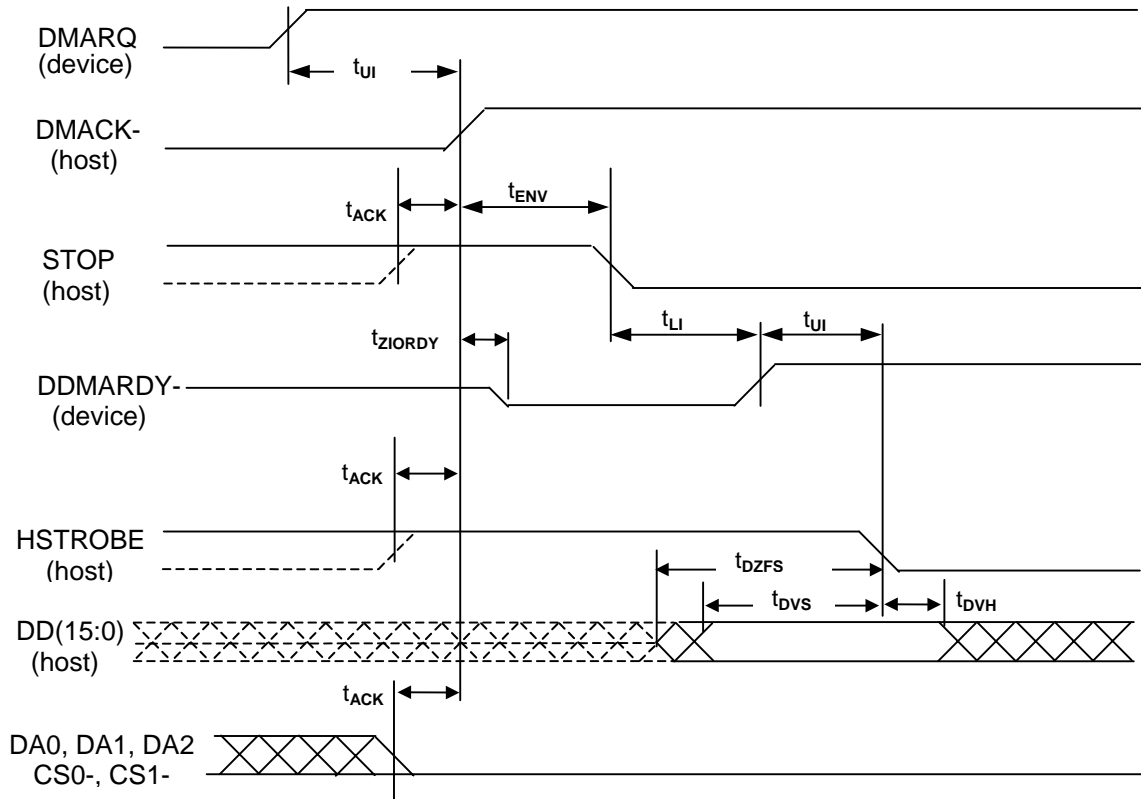 DMARQ
(device)
tUI
DMACK-
(host)
tACK
tENV
STOP
(host)
tZIORDY
tLI
tUI
DDMARDY-
(device)
tACK
HSTROBE
(host)
tDZFS
tDVS
tDVH
DD(15:0)
(host)
tACK
DA0, DA1, DA2
CS0-, CS1-